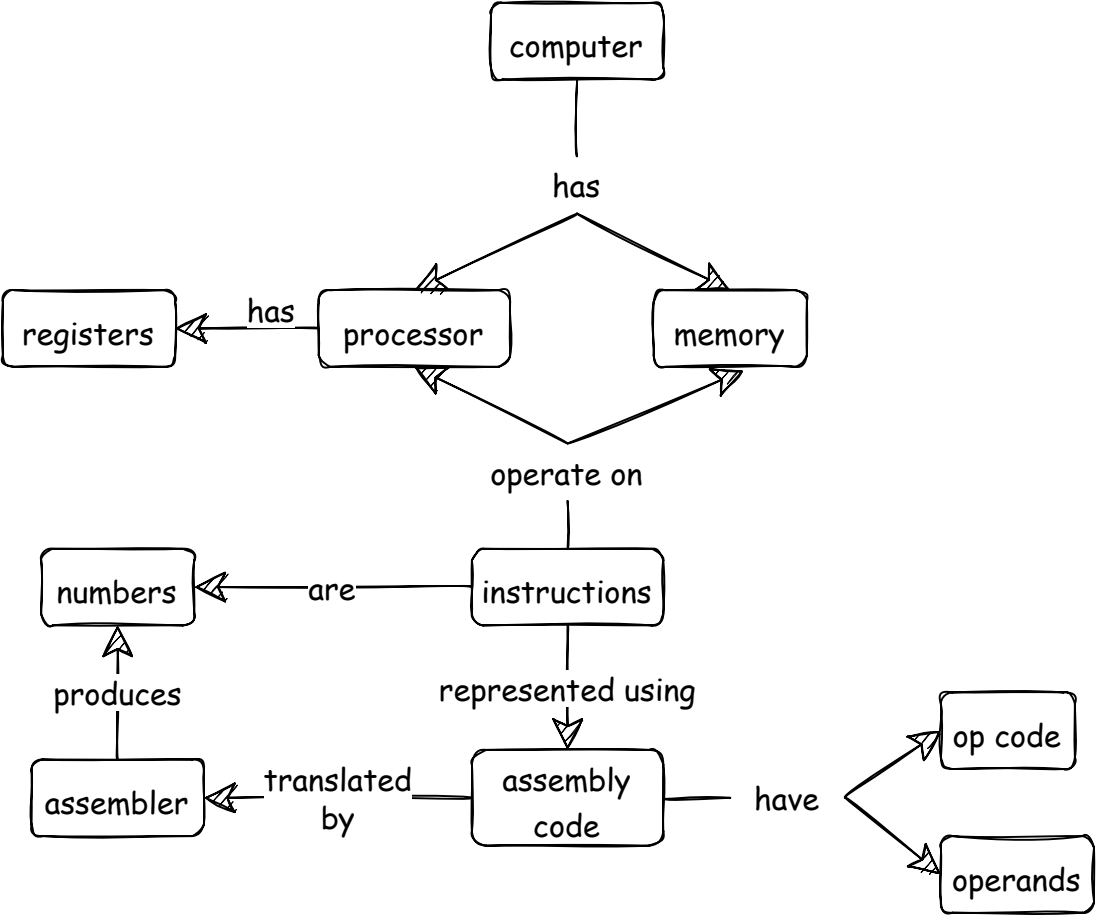 computer
has
has
registers
processor
memory
operate on
numbers
are
instructions
produces
represented using
op code
assembler
translated
by
assembly
code
have
operands